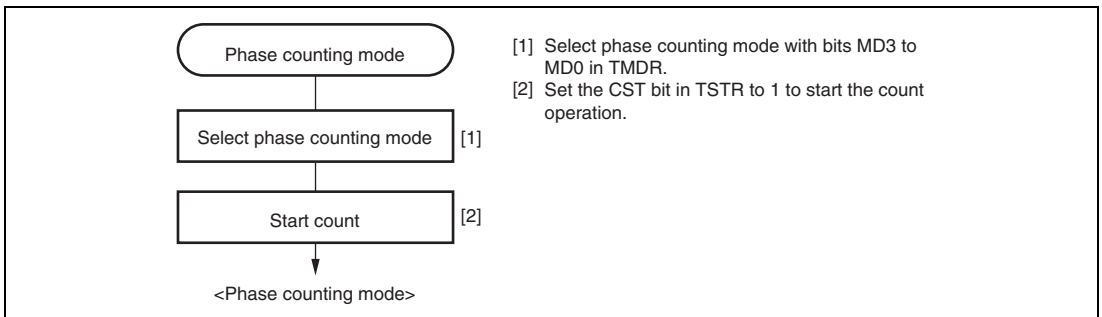 Phase counting mode
Select phase counting mode [1]
Start count [2]
<Phase counting mode>
[1] Select phase counting mode with bits MD3 to
MD0 in TMDR.
[2] Set the CST bit in TSTR to 1 to start the count
operation.